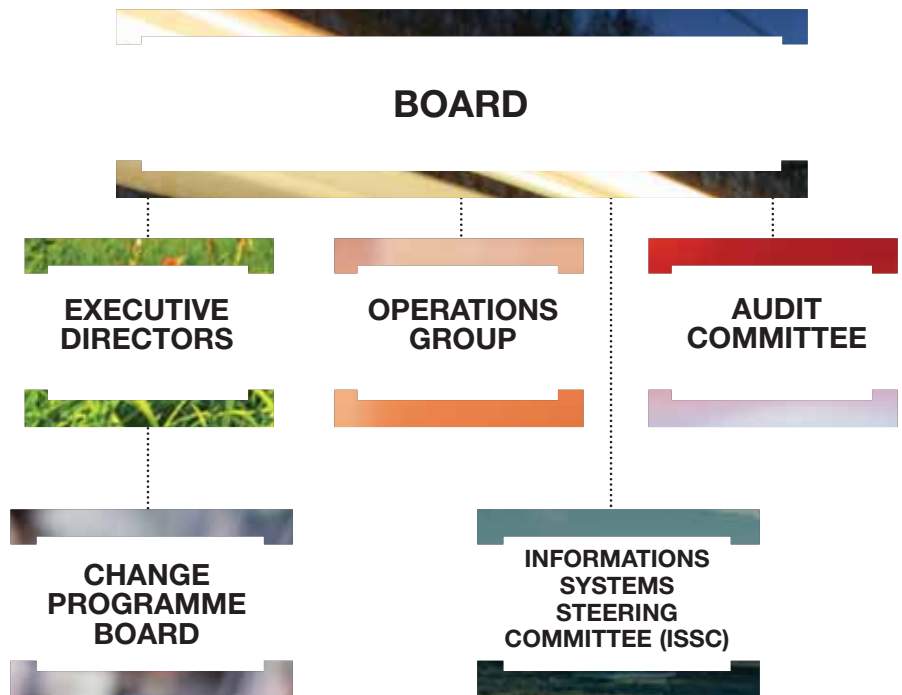 BOARD
EXECUTIVE
DIRECTORS
OPERATIONS
GROUP
AUDIT
COMMITTEE
CHANGE
PROGRAMME
BOARD
INFORMATIONS
SYSTEMS
STEERING
COMMITTEE (ISSC)